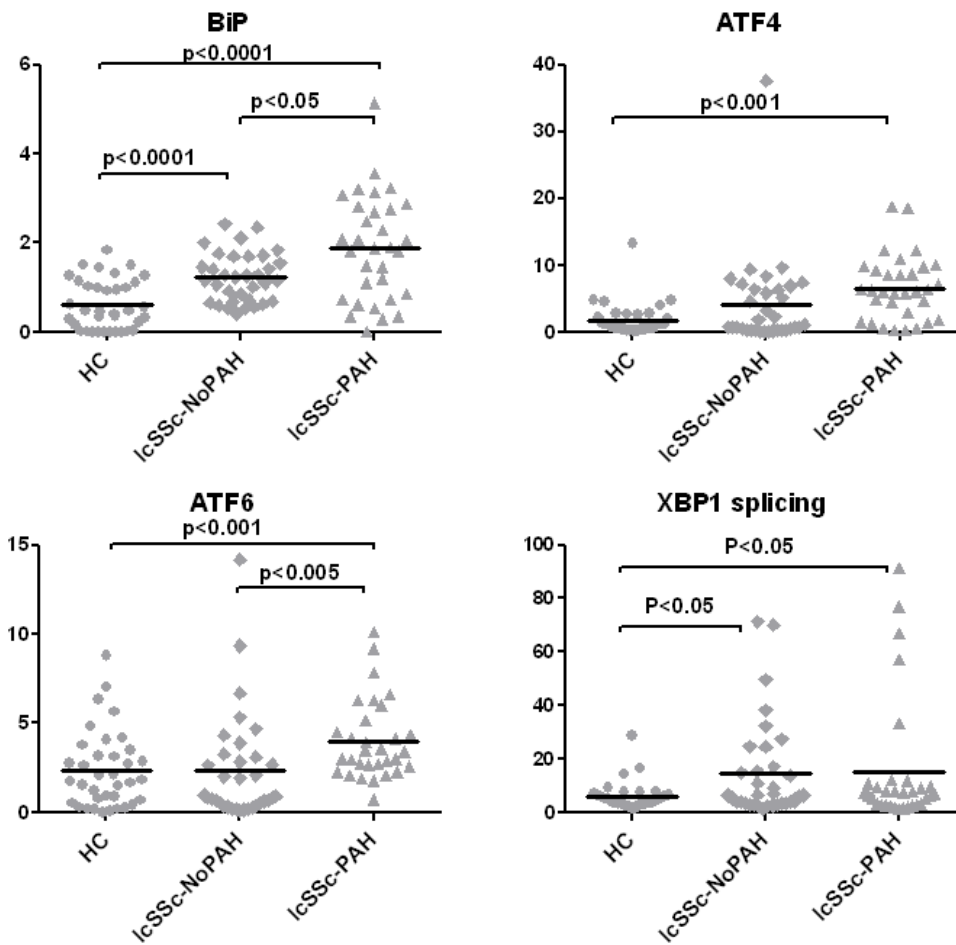 BiP
p<0.0001
6
p<0.05
4
p<0.0001
2
0
HC
lcSSc-NoPAH
lcSSc-PAH
ATF4
40
p<0.001
30
20
10
0
HC
lcSSc-NoPAH
lcSSc-PAH
ATF6
p<0.001
15
p<0.005
10
5
0
HC
lcSSc-NoPAH
lcSSc-PAH
XBP1 splicing
100
P<0.05
80
P<0.05
60
40
20
0
HC
lcSSc-NoPAH
lcSSc-PAH